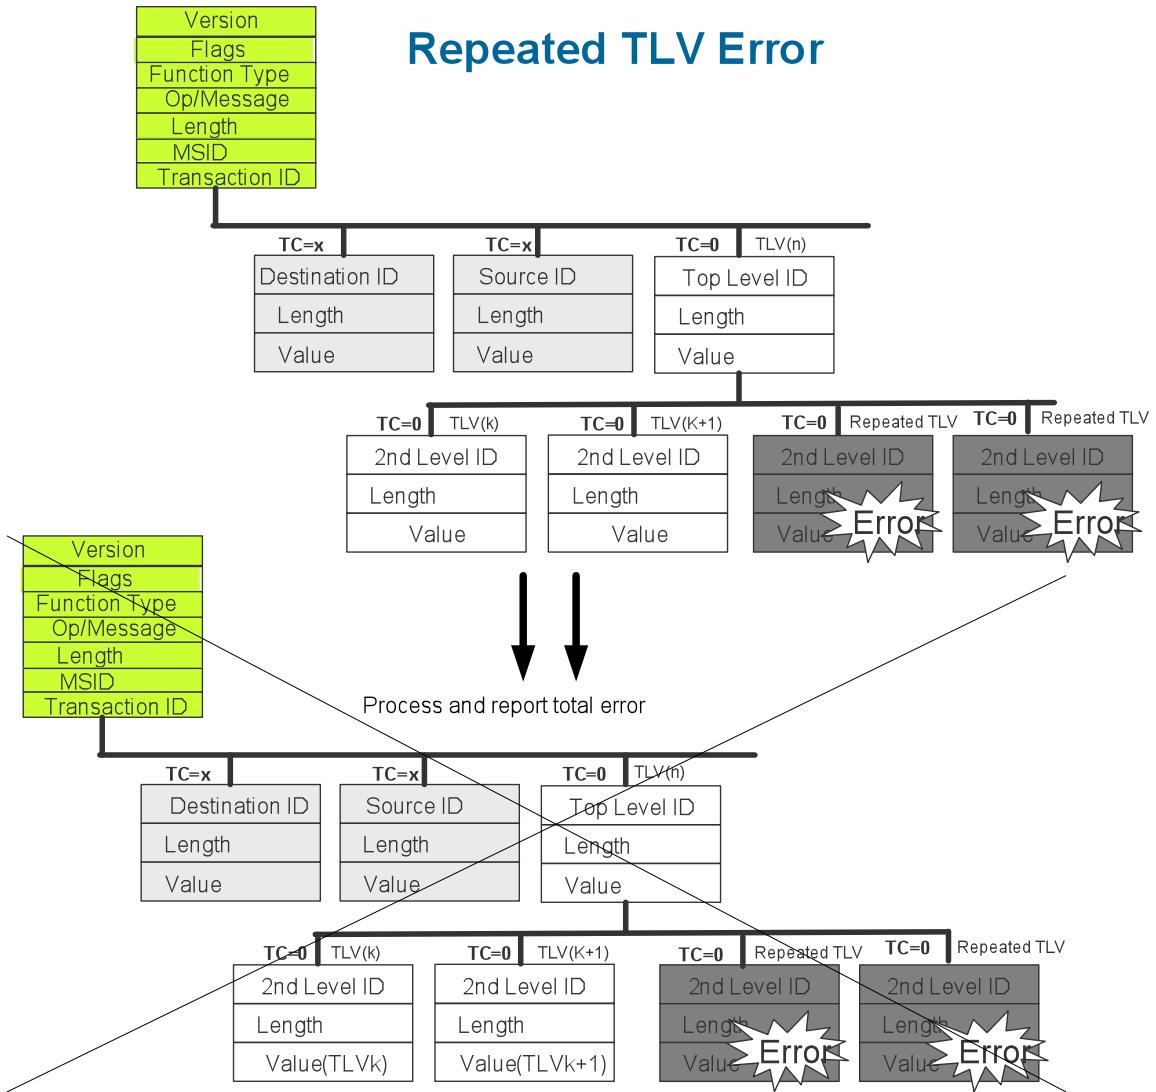 Repeated TLV Error
Version
Flags
Function Type
Op/Message
Length
MSID
Transaction ID
TC=x
TC=x
TC=0 TLV(n)
Destination ID
Length
Value
Source ID
Length
Value
Top Level ID
Length
Value
TC=0 TLV(k)
TC=0 TLV(K+1)
TC=0 Repeated TLV
TC=0 Repeated TLV
2nd Level ID
Length
Value
2nd Level ID
Length
Value
2nd Level ID
Length
Value
Error
2nd Level ID
Length
Value
Error
Process and report total error
Version
Flags
Function Type
Op/Message
Length
MSID
Transaction ID
TC=x
TC=x
TC=0 TLV(n)
Destination ID
Length
Value
Source ID
Length
Value
Top Level ID
Length
Value
TC=0 TLV(k)
TC=0 TLV(K+1)
TC=0 Repeated TLV
TC=0 Repeated TLV
2nd Level ID
Length
Value(TLVk)
2nd Level ID
Length
Value(TLVk+1)
2nd Level ID
Length
Value
Error
2nd Level ID
Length
Value
Error